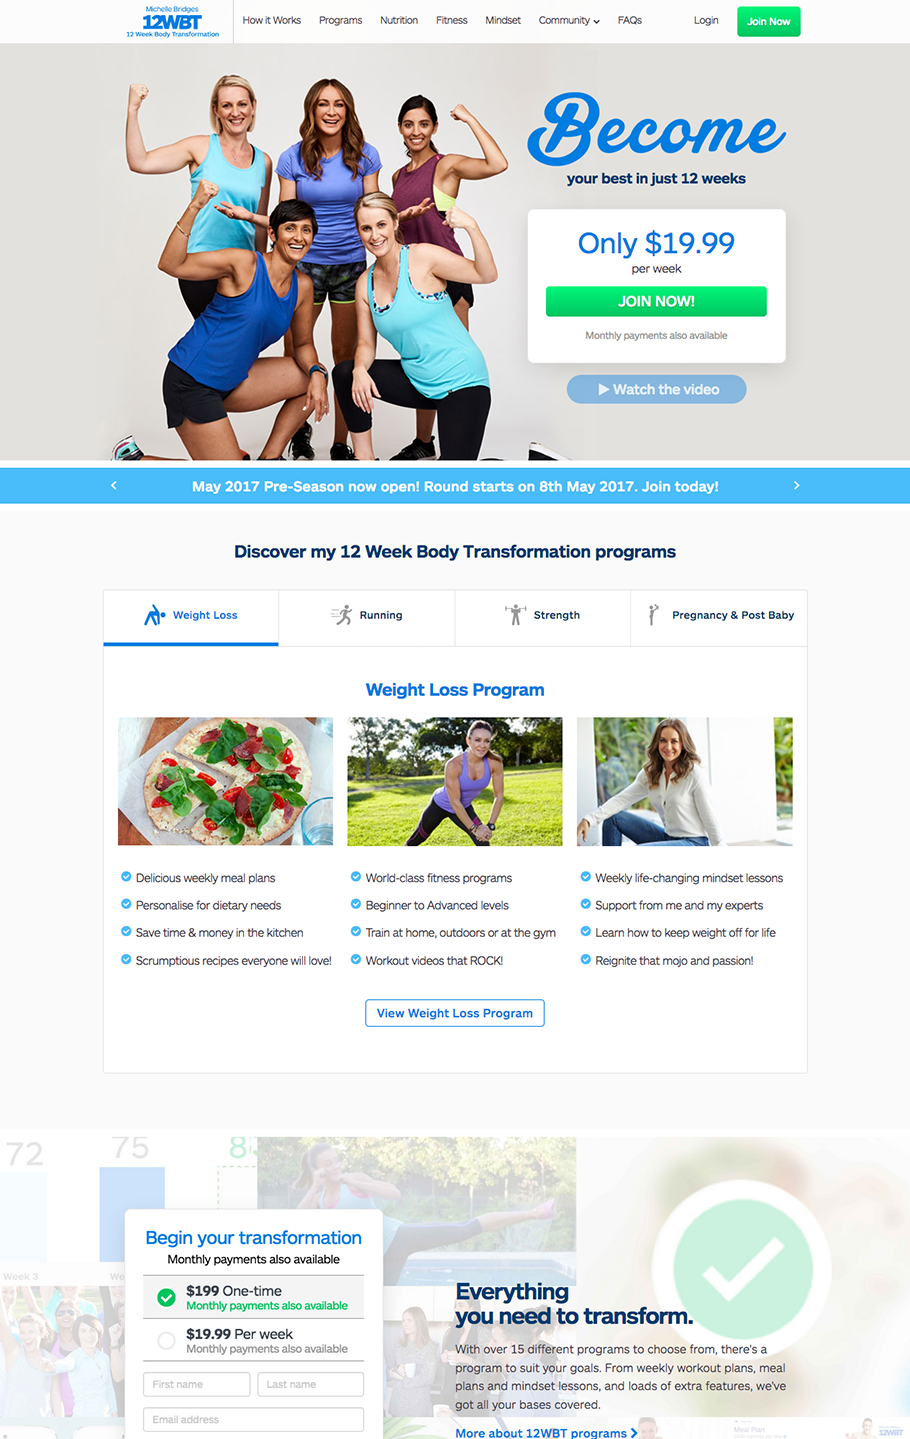 Michelle Bridges
12WBT
12 Week Body Transformation
How it Works Programs Nutrition Fitness Mindset Community FAQs Login Join Now
Become
your best in just 12 weeks
Only $19.99
per week
JOIN NOW!
Monthly payments also available
Watch the video
May 2017 Pre-Season now open! Round starts on 8th May 2017. Join today!
Discover my 12 Week Body Transformation programs
Weight Loss Running Strength Pregnancy & Post Baby
Weight Loss Program
Delicious weekly meal plans
Personalise for dietary needs
Save time & money in the kitchen
Scrumptious recipes everyone will love!
World-class fitness programs
Beginner to Advanced levels
Train at home, outdoors or at the gym
Workout videos that ROCK!
Weekly life-changing mindset lessons
Support from me and my experts
Learn how to keep weight off for life
Reignite that mojo and passion!
View Weight Loss Program
72 75
Week 3
Begin your transformation
Monthly payments also available
$199 One-time
Monthly payments also available
$19.99 Per week
Monthly payments also available
First name Last name
Email address
Everything
you need to transform.
With over 15 different programs to choose from, there's a
program to suit your goals. From weekly workout plans, meal
plans and mindset lessons, and loads of extra features, we've
got all your bases covered.
More about 12WBT programs
Meal Plan
12WBT